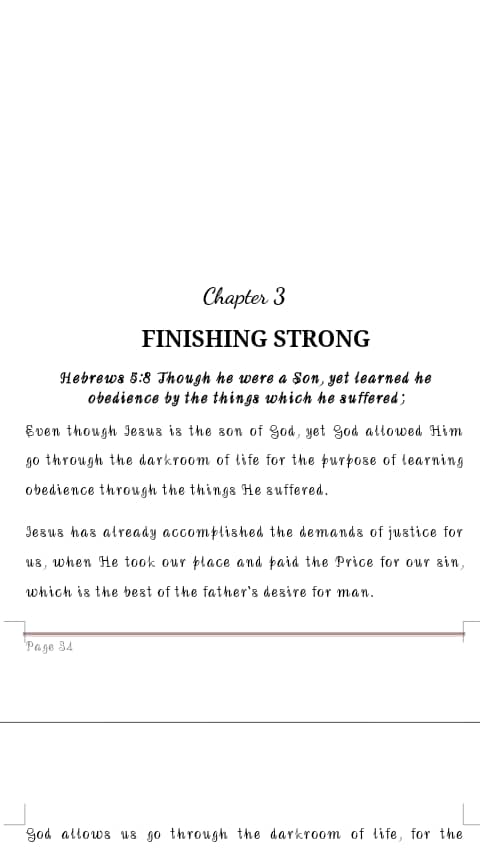 Chapter 3
FINISHING STRONG
Hebrews 5:8 Though he were a Son, yet learned he
obedience by the things which he suffered;
Even though Jesus is the son of God, yet God allowed Him
go through the darkroom of life for the purpose of learning
obedience through the things He suffered.
Jesus has already accomplished the demands of justice for
us, when He took our place and paid the Price for our sin,
which is the best of the father's desire for man.
Page 34
God allows us go through the darkroom of life, for the